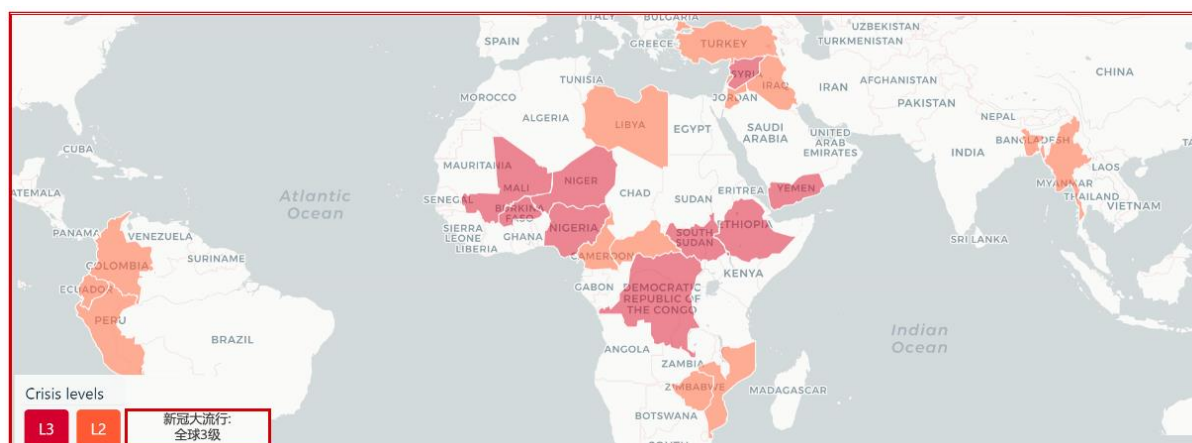 ITALY
BULGARIA
UZBEKISTAN
SPAIN
GREECE
TURKEY
TURKMENISTAN
TUNISIA
SYRIA
CHINA
MOROCCO
JORDAN
IRAQ
IRAN
AFGHANISTAN
PAKISTAN
ALGERIA
LIBYA
EGYPT
SAUDI
ARABIA
UNITED
ARAB
EMIRATES
NEPAL
BANGLADESH
CUBA
INDIA
MAURITANIA
MALI
NIGER
MYANMAR
LAOS
Atlantic
Ocean
SENEGAL
CHAD
SUDAN
ERITREA
YEMEN
THAILAND
VIETNAM
BURKINA
FASO
PANAMA
VENEZUELA
SIERRA
LEONE
LIBERIA
GHANA
NIGERIA
SOUTH
SUDAN
ETHIOPIA
SRI LANKA
SURINAME
COLOMBIA
CAMEROON
ECUADOR
GABON
DEMOCRATIC
REPUBLIC OF
THE CONGO
KENYA
PERU
BRAZIL
Indian
Ocean
ANGOLA
ZAMBIA
ZIMBABWE
MADAGASCAR
BOTSWANA
Crisis levels
L3
L2
新冠大流行:
全球3级